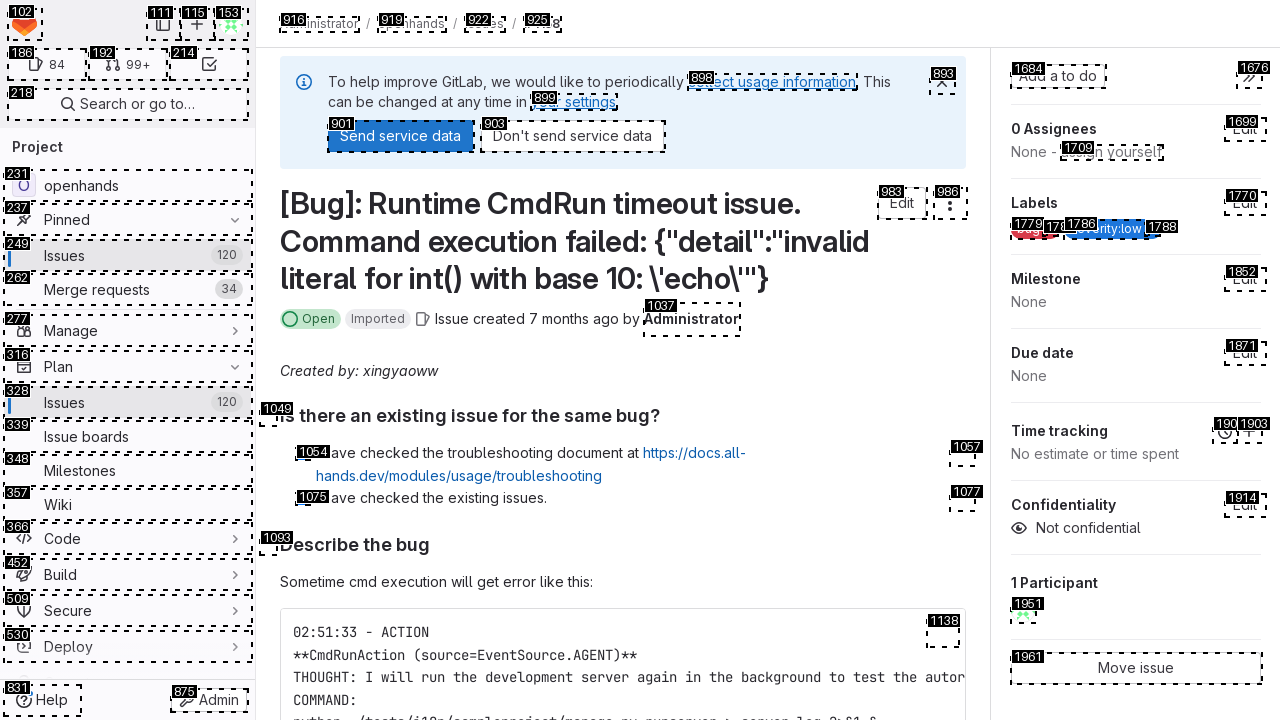 102
111
115
153
186
84
192
99+
214
218
Search or go to…
Project
231
O
openhands
237
Pinned
249
Issues
120
262
Merge requests
34
277
Manage
316
Plan
328
Issues
120
339
Issue boards
348
Milestones
357
Wiki
366
Code
452
Build
509
Secure
530
Deploy
831
Help
875
Admin
916
919
922
925
/
/
/
898
893
To help improve GitLab, we would like to periodically collect usage information. This
can be changed at any time in your settings.
899
901
Send service data
903
Don't send service data
[Bug]: Runtime CmdRun timeout issue.
Command execution failed: {"detail":"invalid
literal for int() with base 10: \'echo\'"}
983
Edit
986
Open
Imported
Issue created 7 months ago by Administrator
1037
Created by: xingyaoww
1049
Is there an existing issue for the same bug?
1054
ave checked the troubleshooting document at https://docs.all-
hands.dev/modules/usage/troubleshooting
1057
1075
ave checked the existing issues.
1077
1093
Describe the bug
Sometime cmd execution will get error like this:
1138
02:51:33 - ACTION
**CmdRunAction (source=EventSource.AGENT)**
THOUGHT: I will run the development server again in the background to test the autor
COMMAND:
1684
Add a to do
1676
0 Assignees
1699
Edit
None - assign yourself
1709
Labels
1770
Edit
1779
1786
severity:low
1788
Milestone
1852
Edit
None
Due date
1871
Edit
None
Time tracking
1903
No estimate or time spent
Confidentiality
1914
Edit
Not confidential
1 Participant
1951
1961
Move issue